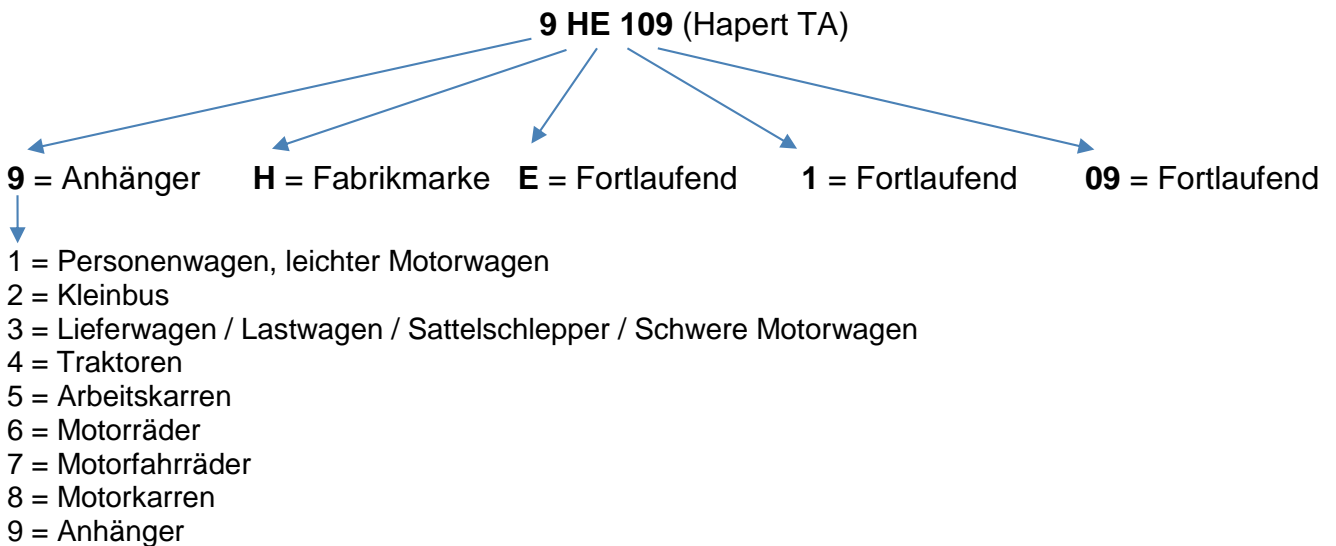 9 HE 109 (Hapert TA)
9 = Anhänger H = Fabrikmarke E = Fortlaufend 1 = Fortlaufend 09 = Fortlaufend
1 = Personenwagen, leichter Motorwagen
2 = Kleinbus
3 = Lieferwagen / Lastwagen / Sattelschlepper / Schwere Motorwagen
4 = Traktoren
5 = Arbeitskarren
6 = Motorräder
7 = Motorfahrräder
8 = Motorkarren
9 = Anhänger